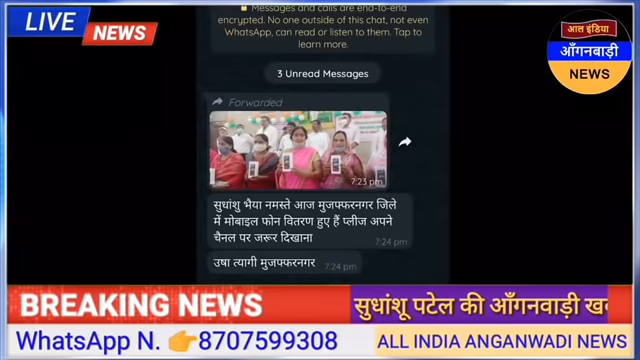 LIVE
NEWS
Messages and calls are end-to-end
encrypted. No one outside of this chat, not even
WhatsApp, can read or listen to them. Tap to
learn more.
आल इंडिया
आँगनबाड़ी
NEWS
3 Unread Messages
Forwarded
7:23 pm
सुधांशु भैया नमस्ते आज मुजफ्फरनगर जिले
में मोबाइल फोन वितरण हुए हैं प्लीज अपने
चैनल पर जरूर दिखाना
7:24 pm
उषा त्यागी मुजफ्फरनगर
7:24 pm
BREAKING NEWS
सुधांशू पटेल की आँगनवाड़ी
WhatsApp N. 👉8707599308
ALL INDIA ANGANWADI NEWS